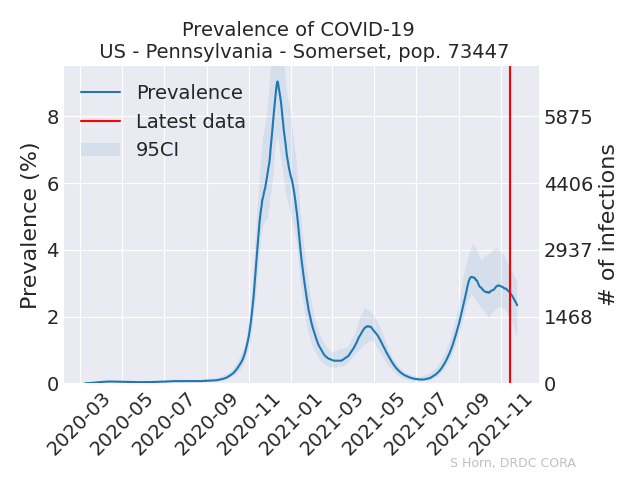 Prevalence of COVID-19
US - Pennsylvania - Somerset, pop. 73447
Prevalence
Latest data
95CI
Prevalence (%)
8
6
4
2
0
5875
4406
2937
1468
0
# of infections
2020-03
2020-05
2020-07
2020-09
2020-11
2021-01
2021-03
2021-05
2021-07
2021-09
2021-11
S Horn, DRDC CORA